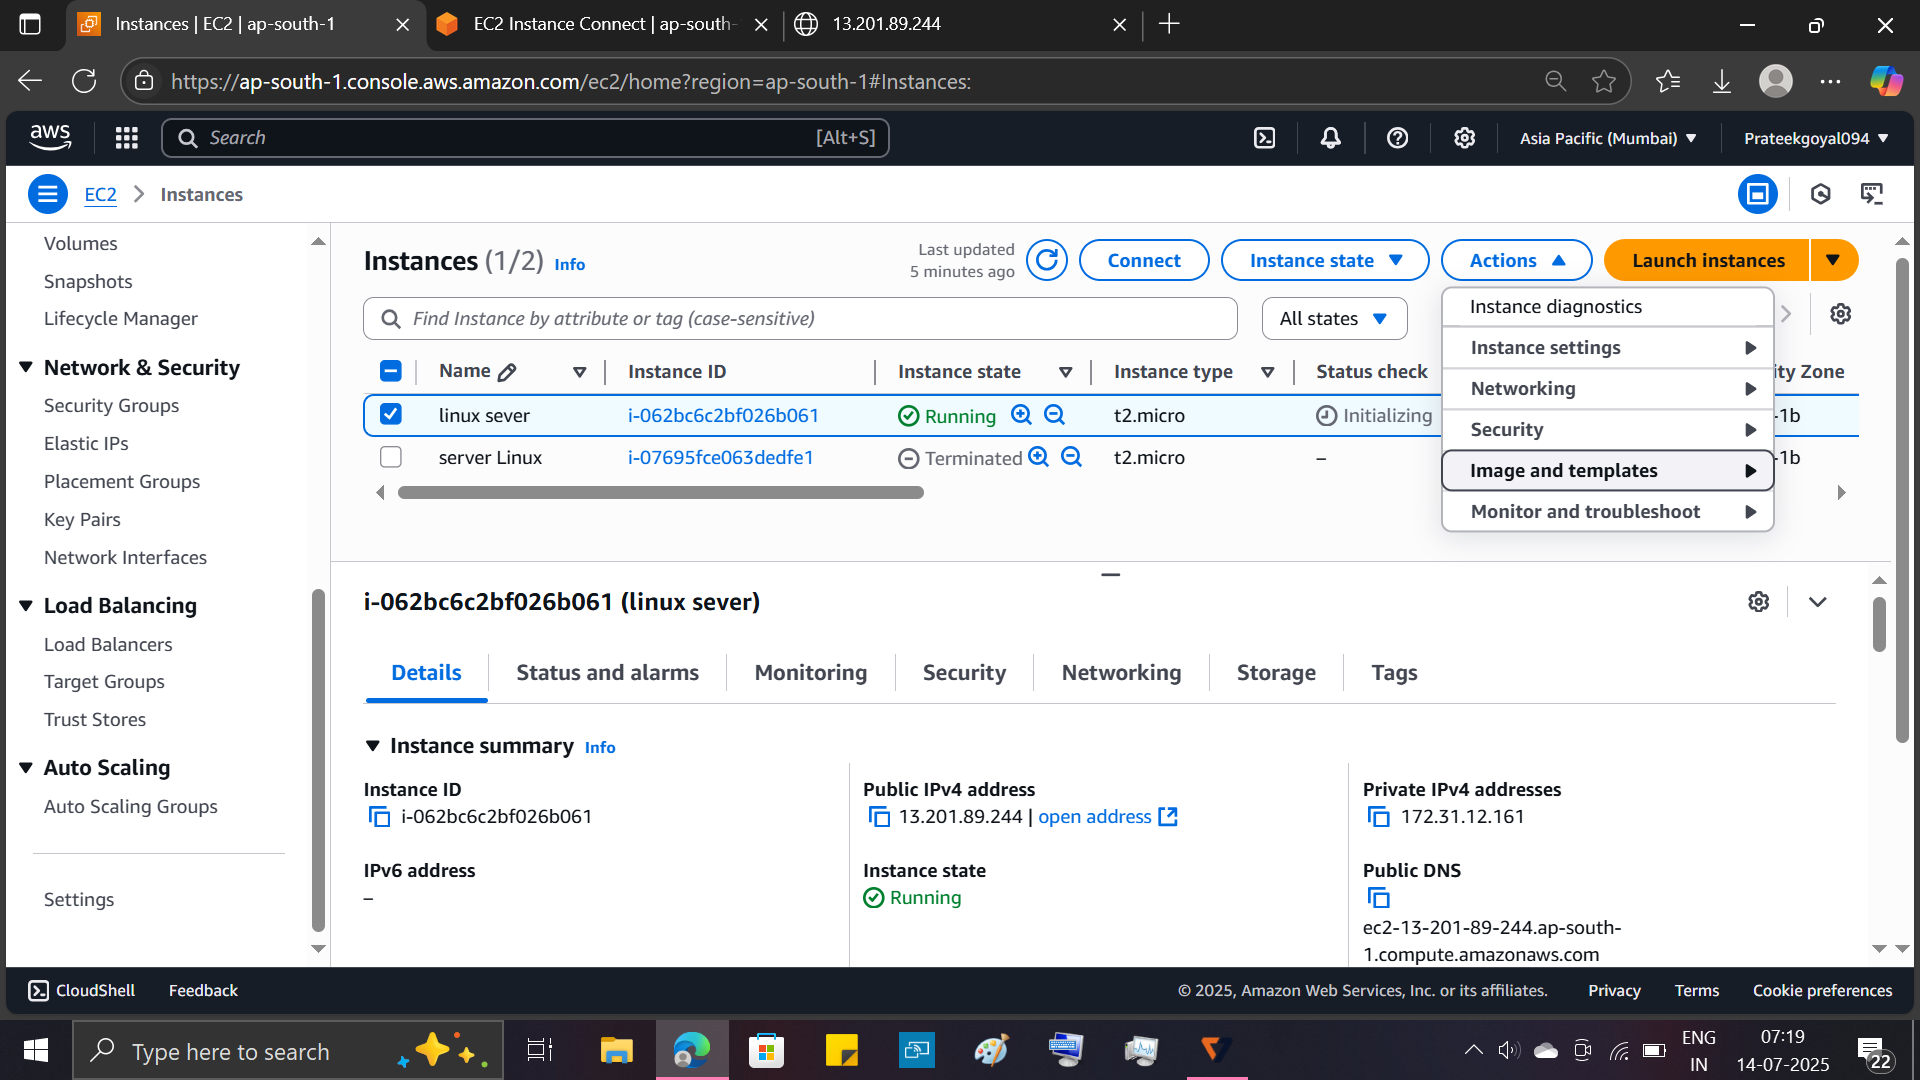 Instances | EC2 | ap-south-1
EC2 Instance Connect | ap-south-
13.201.89.244
https://ap-south-1.console.aws.amazon.com/ec2/home?region=ap-south-1#Instances:
aws
Search
[Alt+S]
Asia Pacific (Mumbai)
Prateekgoyal094
EC2
Instances
Volumes
Snapshots
Lifecycle Manager
Network & Security
Security Groups
Elastic IPs
Placement Groups
Key Pairs
Network Interfaces
Load Balancing
Load Balancers
Target Groups
Trust Stores
Auto Scaling
Auto Scaling Groups
Settings
Instances (1/2) Info
Last updated
5 minutes ago
Connect
Instance state
Actions
Launch instances
Find Instance by attribute or tag (case-sensitive)
All states
Instance diagnostics
Instance settings
Networking
Security
Image and templates
Monitor and troubleshoot
Name Instance ID Instance state Instance type Status check ity Zone
linux sever i-062bc6c2bf026b061 Running t2.micro Initializing -1b
server Linux i-07695fce063dedfe1 Terminated t2.micro – -1b
i-062bc6c2bf026b061 (linux sever)
Details Status and alarms Monitoring Security Networking Storage Tags
Instance summary Info
Instance ID
i-062bc6c2bf026b061
IPv6 address
–
Public IPv4 address
13.201.89.244 | open address
Instance state
Running
Private IPv4 addresses
172.31.12.161
Public DNS
ec2-13-201-89-244.ap-south-
1.compute.amazonaws.com
CloudShell Feedback
© 2025, Amazon Web Services, Inc. or its affiliates.
Privacy Terms Cookie preferences
Type here to search
ENG
IN
07:19
14-07-2025
22